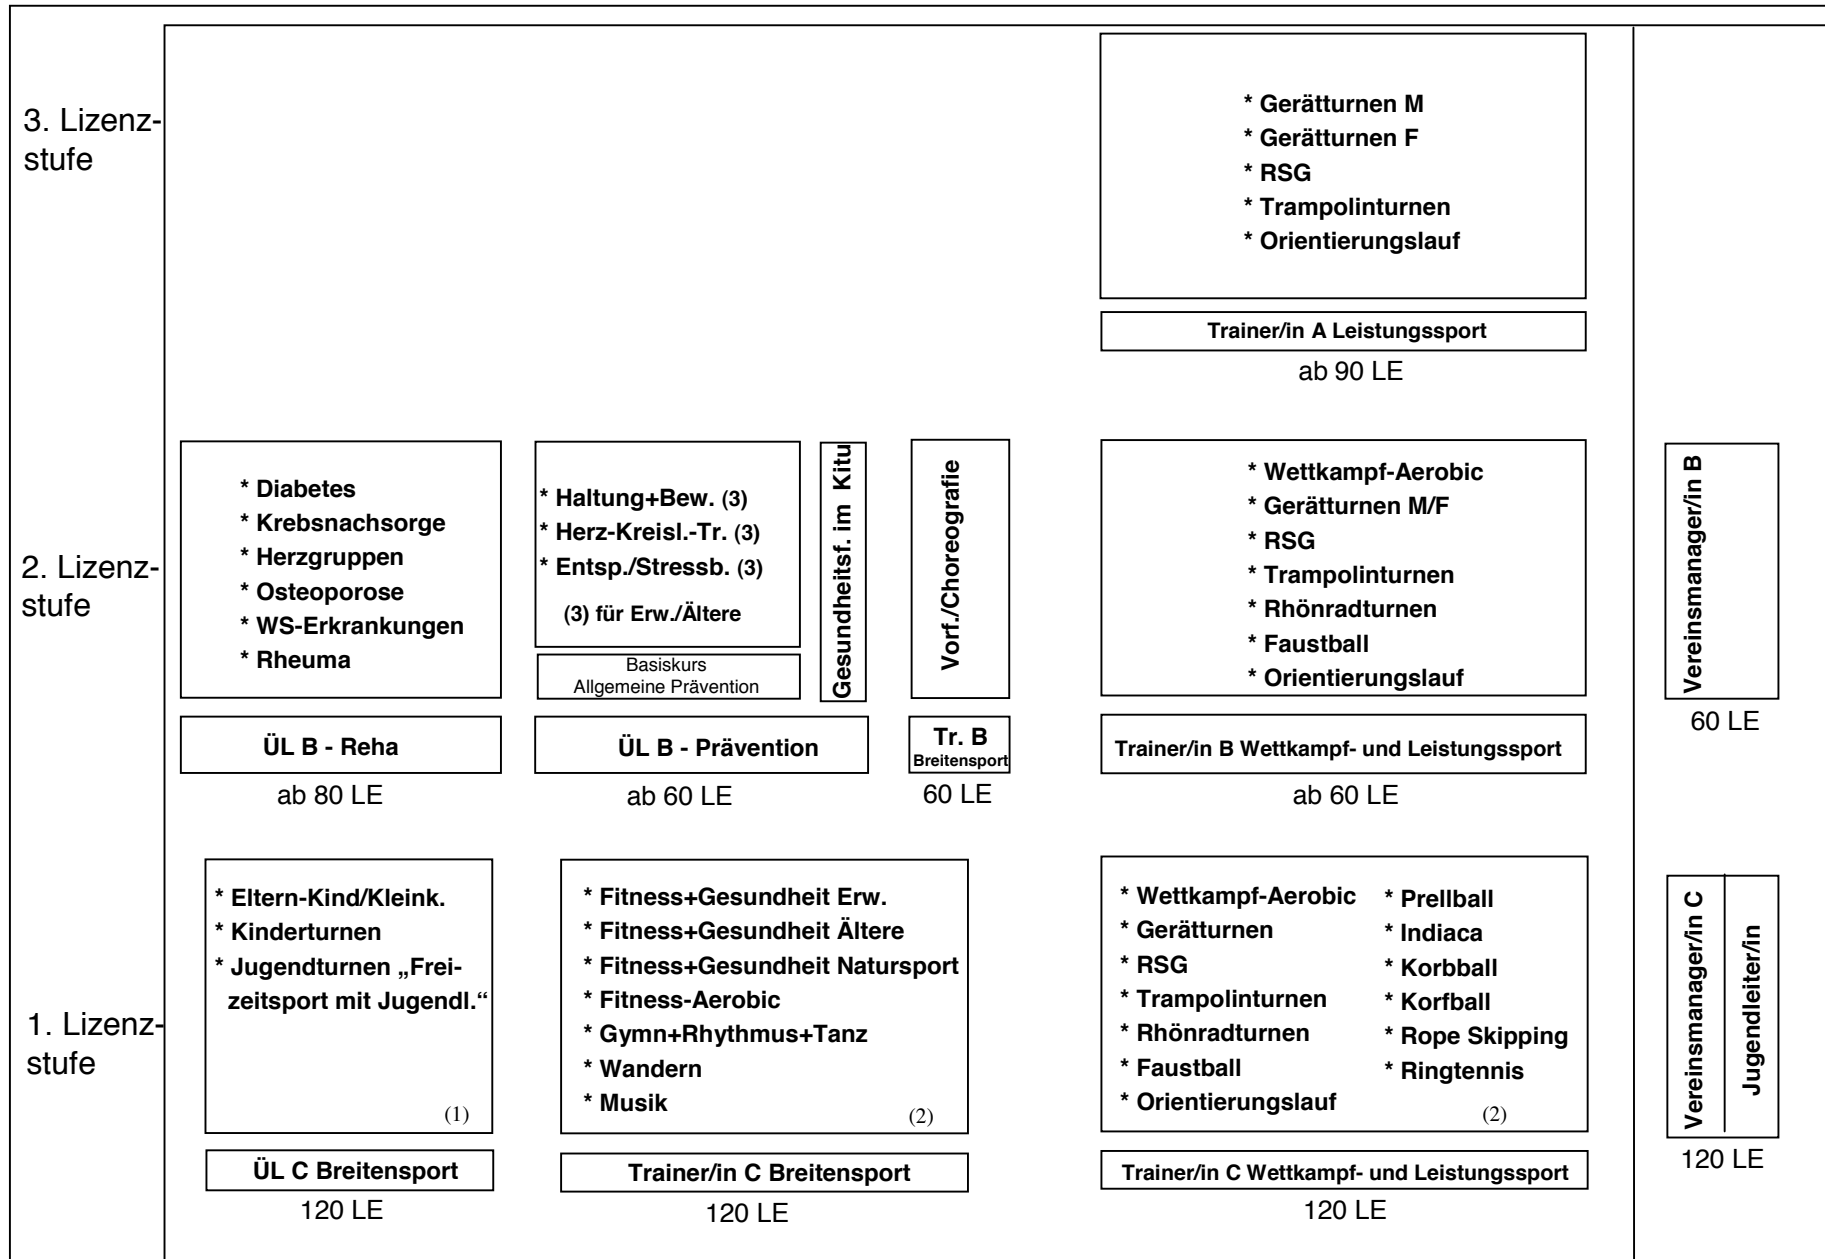 3. Lizenz-
stufe
* Gerätturnen M
* Gerätturnen F
* RSG
* Trampolinturnen
* Orientierungslauf
Trainer/in A Leistungssport
ab 90 LE
2. Lizenz-
stufe
* Diabetes
* Krebsnachsorge
* Herzgruppen
* Osteoporose
* WS-Erkrankungen
* Rheuma
ÜL B - Reha
ab 80 LE
* Haltung+Bew. (3)
* Herz-Kreisl.-Tr. (3)
* Entsp./Stressb. (3)
(3) für Erw./Ältere
Basiskurs
Allgemeine Prävention
Gesundheitsf. im Kitu
ÜL B - Prävention
ab 60 LE
Vorf./Choreografie
Tr. B
Breitensport
60 LE
* Wettkampf-Aerobic
* Gerätturnen M/F
* RSG
* Trampolinturnen
* Rhönradturnen
* Faustball
* Orientierungslauf
Trainer/in B Wettkampf- und Leistungssport
ab 60 LE
Vereinsmanager/in B
60 LE
1. Lizenz-
stufe
* Eltern-Kind/Kleink.
* Kinderturnen
* Jugendturnen „Frei-
zeitsport mit Jugendl.“
(1)
ÜL C Breitensport
120 LE
* Fitness+Gesundheit Erw.
* Fitness+Gesundheit Ältere
* Fitness+Gesundheit Natursport
* Fitness-Aerobic
* Gymn+Rhythmus+Tanz
* Wandern
* Musik
(2)
Trainer/in C Breitensport
120 LE
* Wettkampf-Aerobic
* Gerätturnen
* RSG
* Trampolinturnen
* Rhönradturnen
* Faustball
* Orientierungslauf
* Prellball
* Indiaca
* Korbball
* Korfball
* Rope Skipping
* Ringtennis
(2)
Trainer/in C Wettkampf- und Leistungssport
120 LE
Vereinsmanager/in C
Jugendleiter/in
120 LE